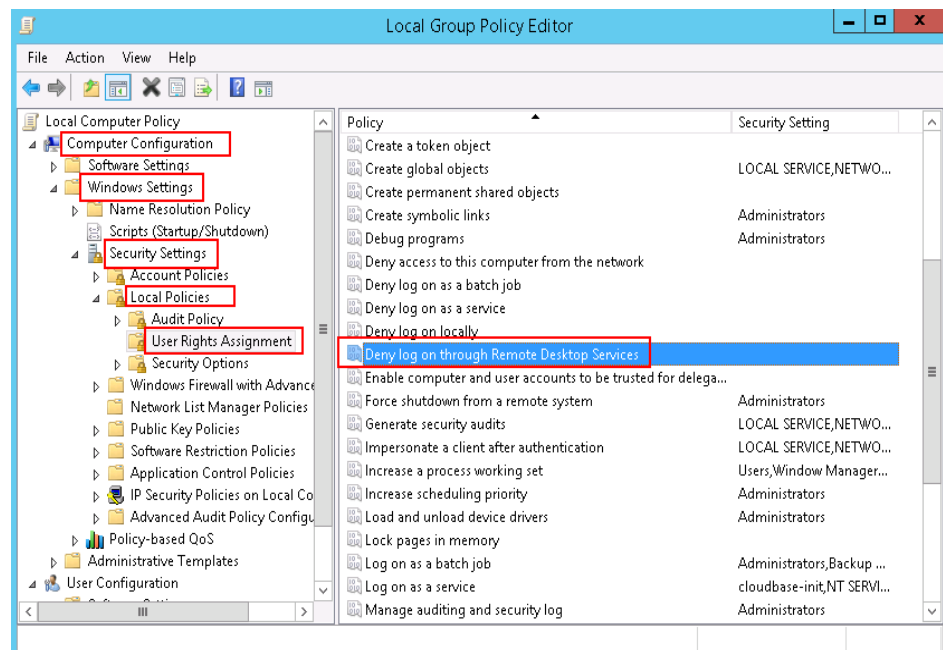 Local Group Policy Editor
File Action View Help
Local Computer Policy
Computer Configuration
Software Settings
Windows Settings
Name Resolution Policy
Scripts (Startup/Shutdown)
Security Settings
Account Policies
Local Policies
Audit Policy
User Rights Assignment
Security Options
Windows Firewall with Advance
Network List Manager Policies
Public Key Policies
Software Restriction Policies
Application Control Policies
IP Security Policies on Local Co
Advanced Audit Policy Configu
Policy-based QoS
Administrative Templates
User Configuration
Policy Security Setting
Create a token object
Create global objects LOCAL SERVICE,NETWO...
Create permanent shared objects
Create symbolic links Administrators
Debug programs Administrators
Deny access to this computer from the network
Deny log on as a batch job
Deny log on as a service
Deny log on locally
Deny log on through Remote Desktop Services
Enable computer and user accounts to be trusted for delega...
Force shutdown from a remote system Administrators
Generate security audits LOCAL SERVICE,NETWO...
Impersonate a client after authentication LOCAL SERVICE,NETWO...
Increase a process working set Users,Window Manager...
Increase scheduling priority Administrators
Load and unload device drivers Administrators
Lock pages in memory
Log on as a batch job Administrators,Backup ...
Log on as a service cloudbase-init,NT SERVI...
Manage auditing and security log Administrators